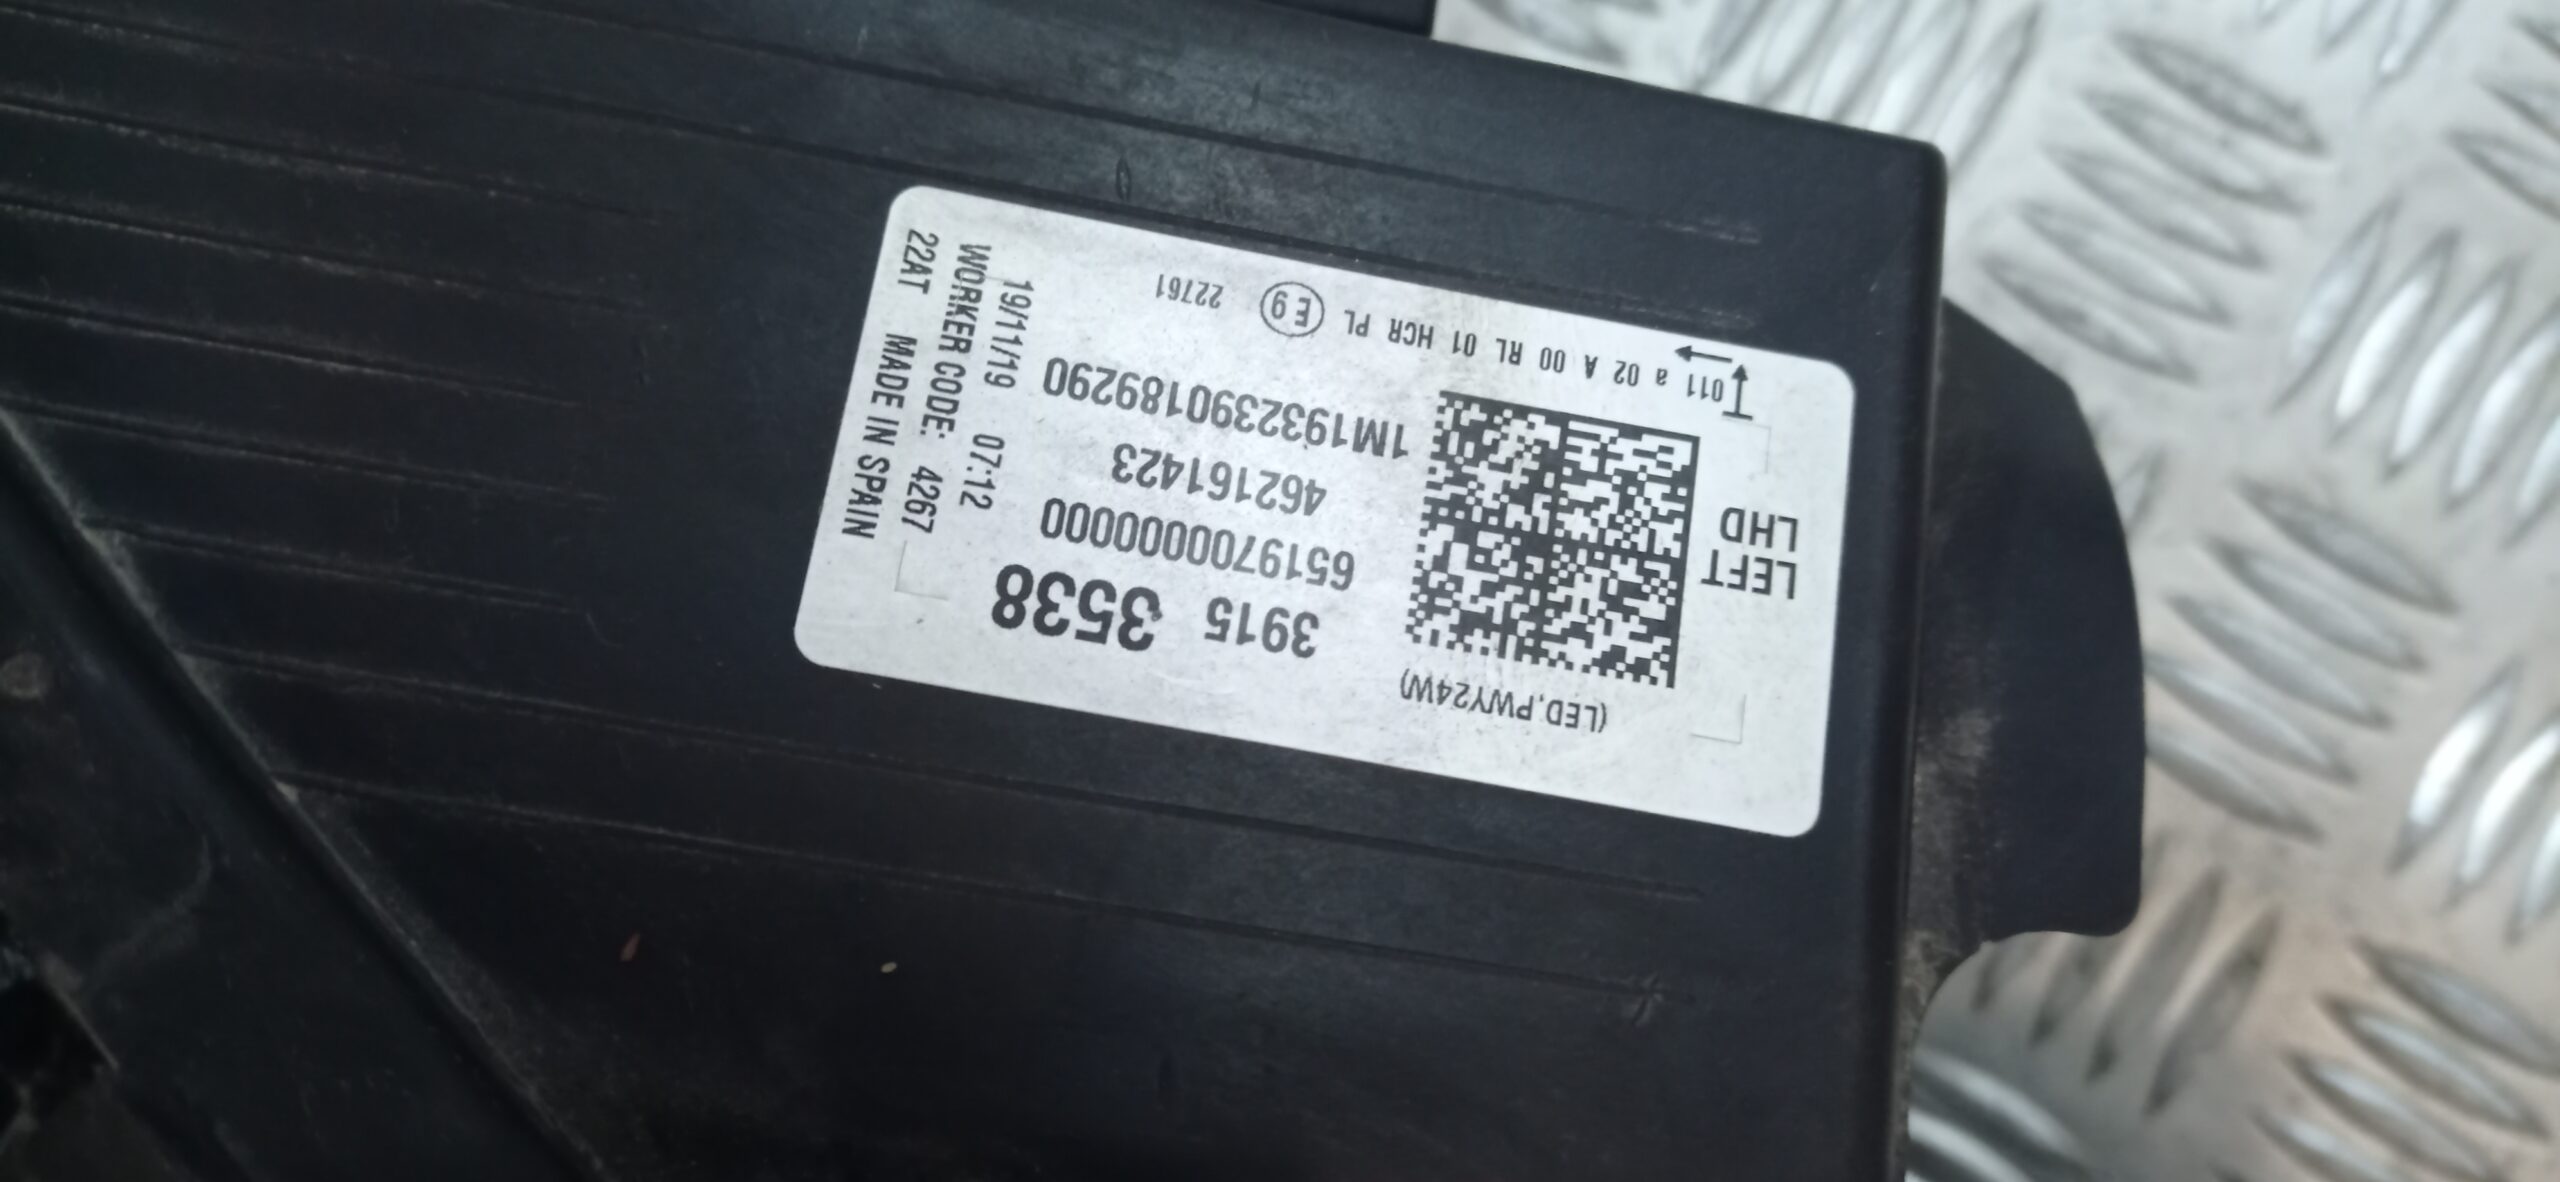 (LED,PWY24W)
3915 3538
651970000000
462161423
1M1932390189290
LEFT
LHD
011 a 02 A 00 RL 01 HCR PL E9 22761
19/11/19 07:12
WORKER CODE: 4267
22AT MADE IN SPAIN